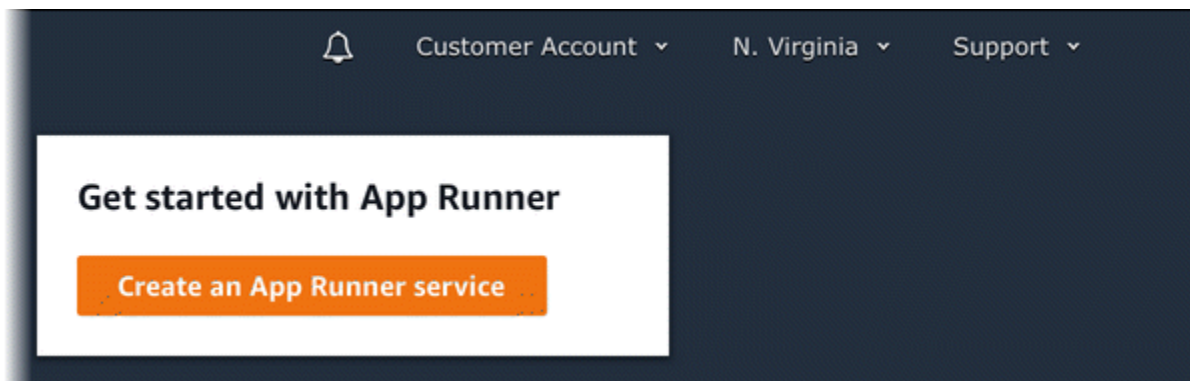 Customer Account N. Virginia Support
Get started with App Runner
Create an App Runner service